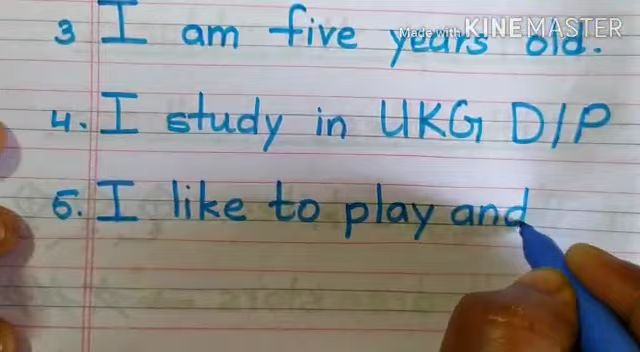 Made with KINEMASTER
3 I am five years old.
4. I study in UKG D/P
5. I like to play and